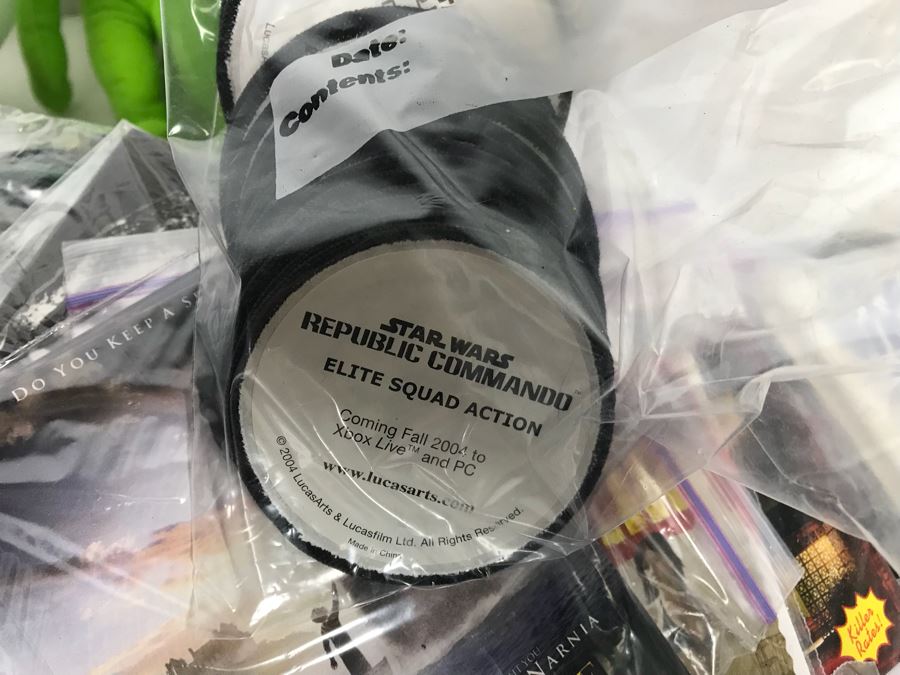 Date:
Contents:
DO YOU KEEP A S
STAR WARS
REPUBLIC COMMANDO™
ELITE SQUAD ACTION
Coming Fall 2004 to
Xbox Live™ and PC
www.lucasarts.com
© 2004 LucasArts & Lucasfilm Ltd. All Rights Reserved.
Made in China
NARNIA
Killer
Rates!